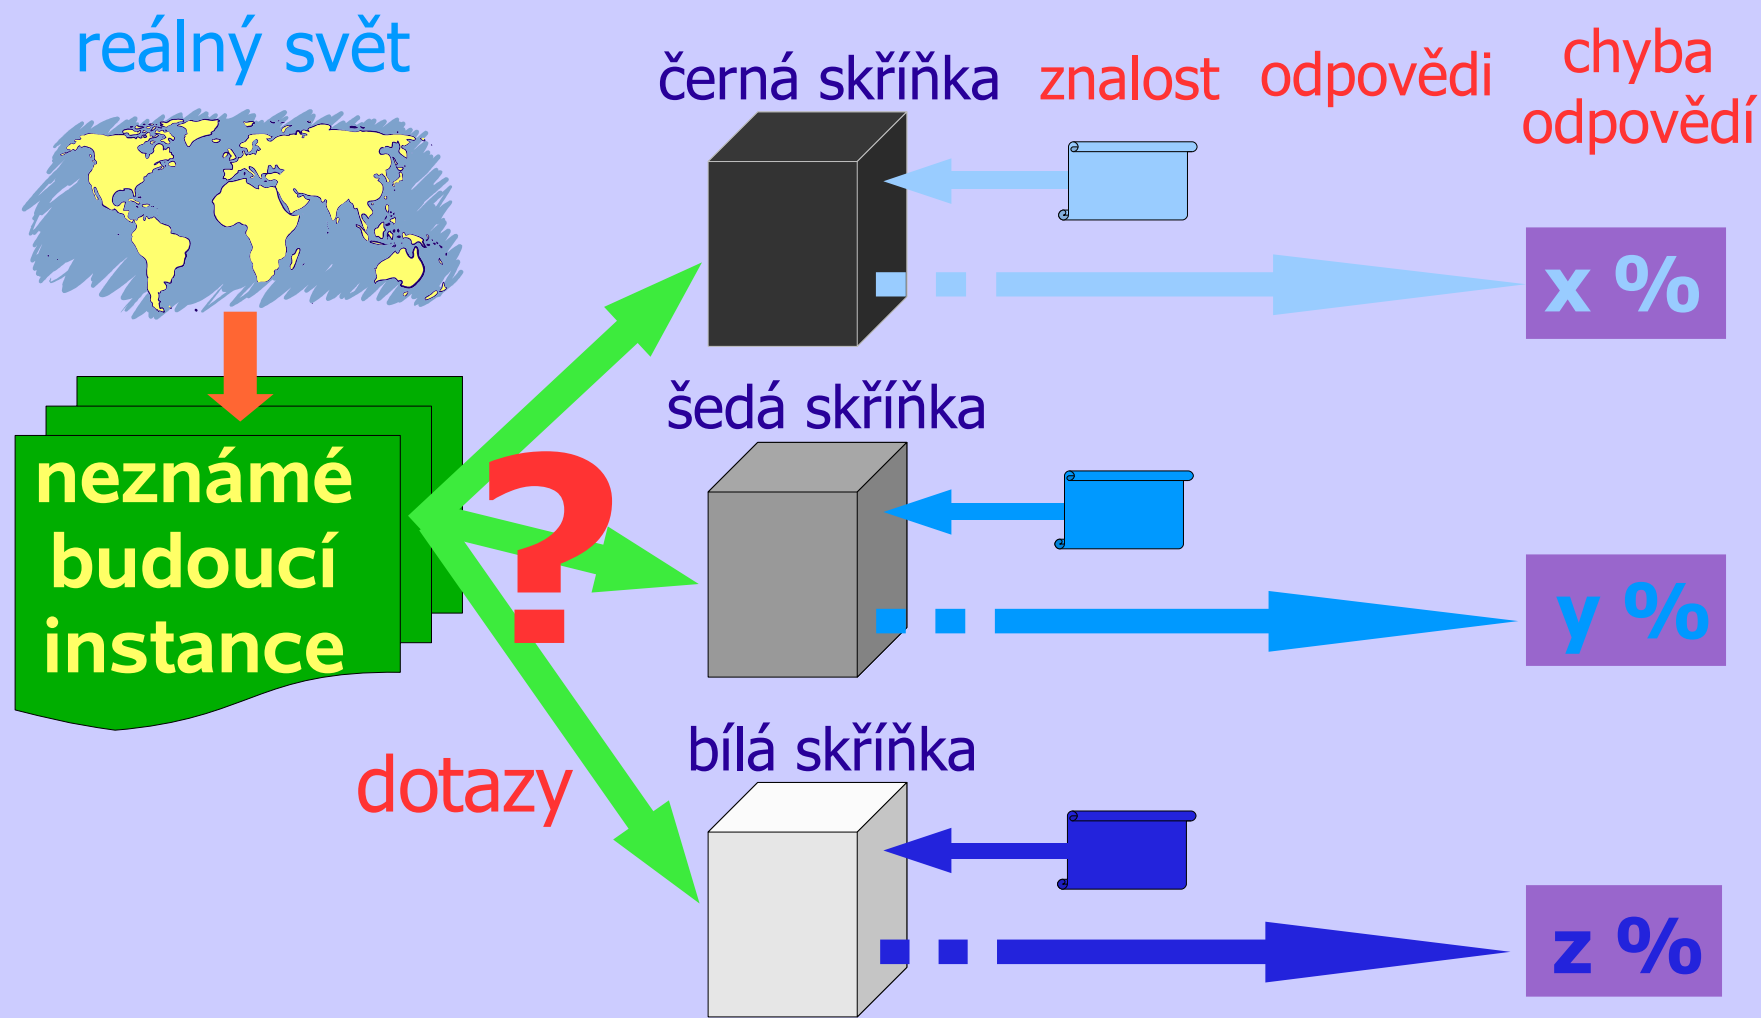 reálný svět
černá skříňka
znalost
odpovědi
chyba
odpovědí
x %
neznámé
budoucí
instance
?
šedá skříňka
y %
dotazy
bílá skříňka
z %